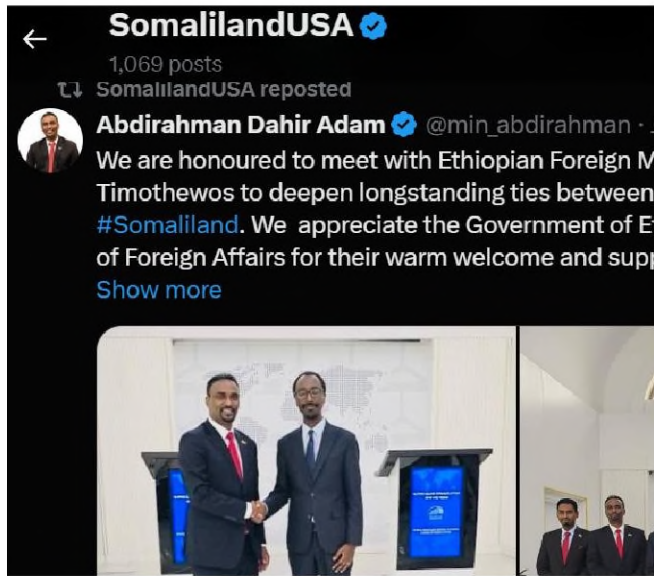 SomalilandUSA
1,069 posts
SomalilandUSA reposted
Abdirahman Dahir Adam @min_abdirahman ·
We are honoured to meet with Ethiopian Foreign M
Timothewos to deepen longstanding ties between
#Somaliland. We appreciate the Government of E
of Foreign Affairs for their warm welcome and supp
Show more